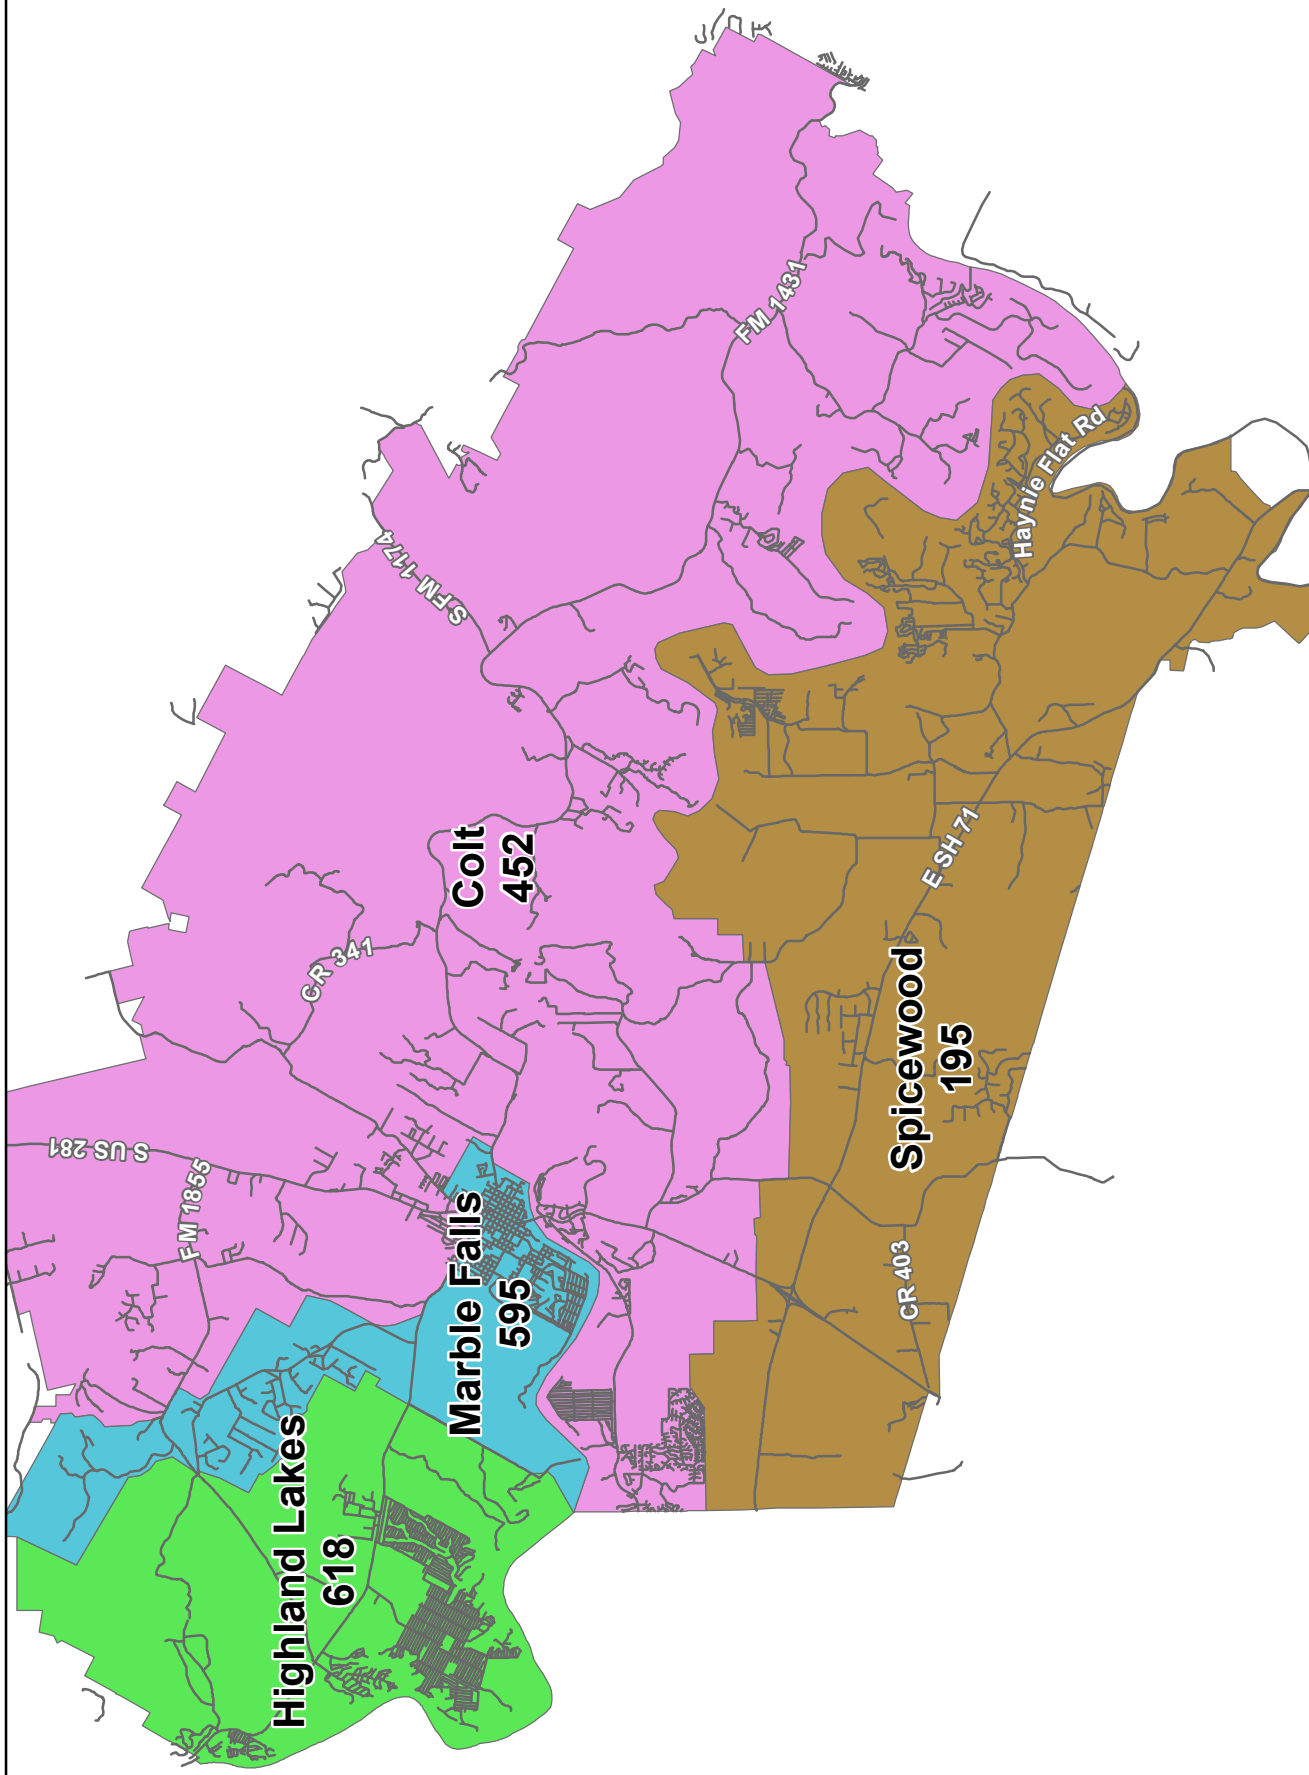 S US 281
FM 1855
CR 341
S FM 1174
FM 1431
Colt
452
Highland Lakes
618
Marble Falls
595
Haynie Flat Rd
E SH 71
Spicewood
195
CR 403